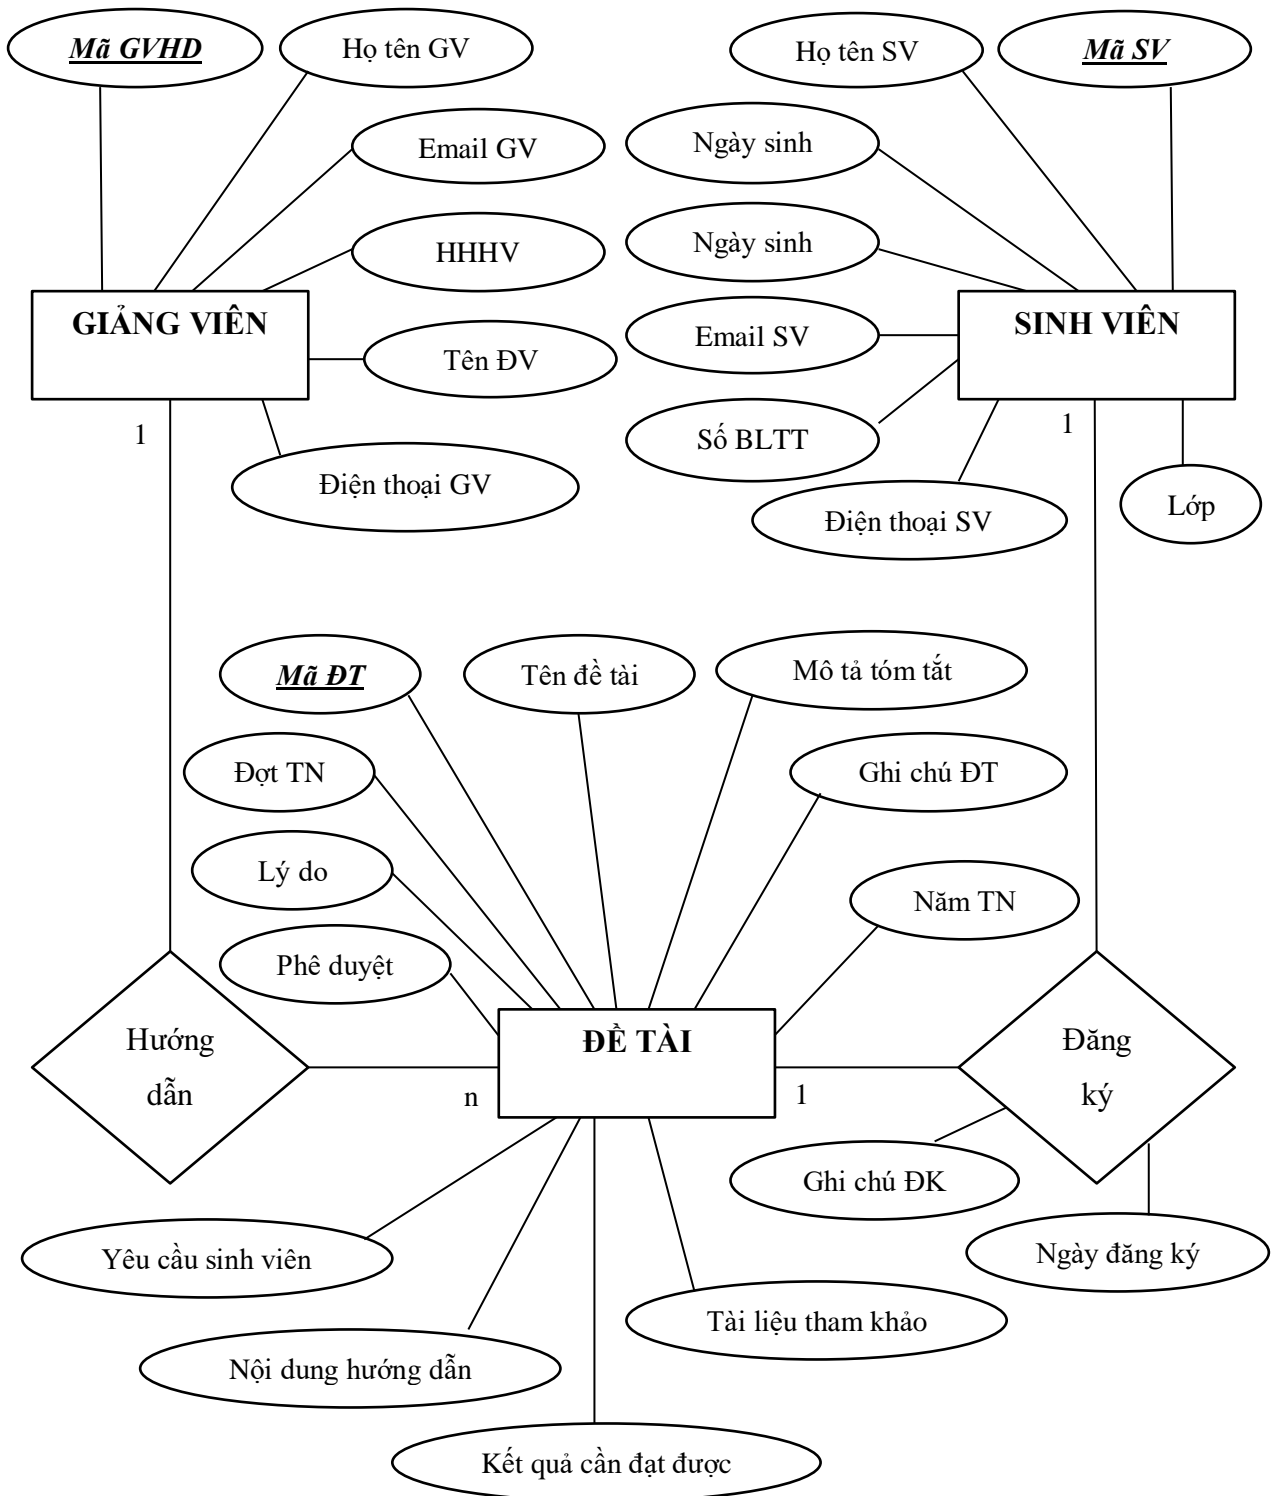 Mã GVHD
Họ tên GV
Họ tên SV
Mã SV
Email GV
Ngày sinh
HHHV
Ngày sinh
GIẢNG VIÊN
SINH VIÊN
Tên ĐV
Email SV
1
Số BLTT
1
Điện thoại GV
Điện thoại SV
Lớp
Mã ĐT
Tên đề tài
Mô tả tóm tắt
Đợt TN
Ghi chú ĐT
Lý do
Năm TN
Phê duyệt
Hướng
dẫn
ĐỀ TÀI
Đăng
ký
n
1
Ghi chú ĐK
Yêu cầu sinh viên
Ngày đăng ký
Tài liệu tham khảo
Nội dung hướng dẫn
Kết quả cần đạt được